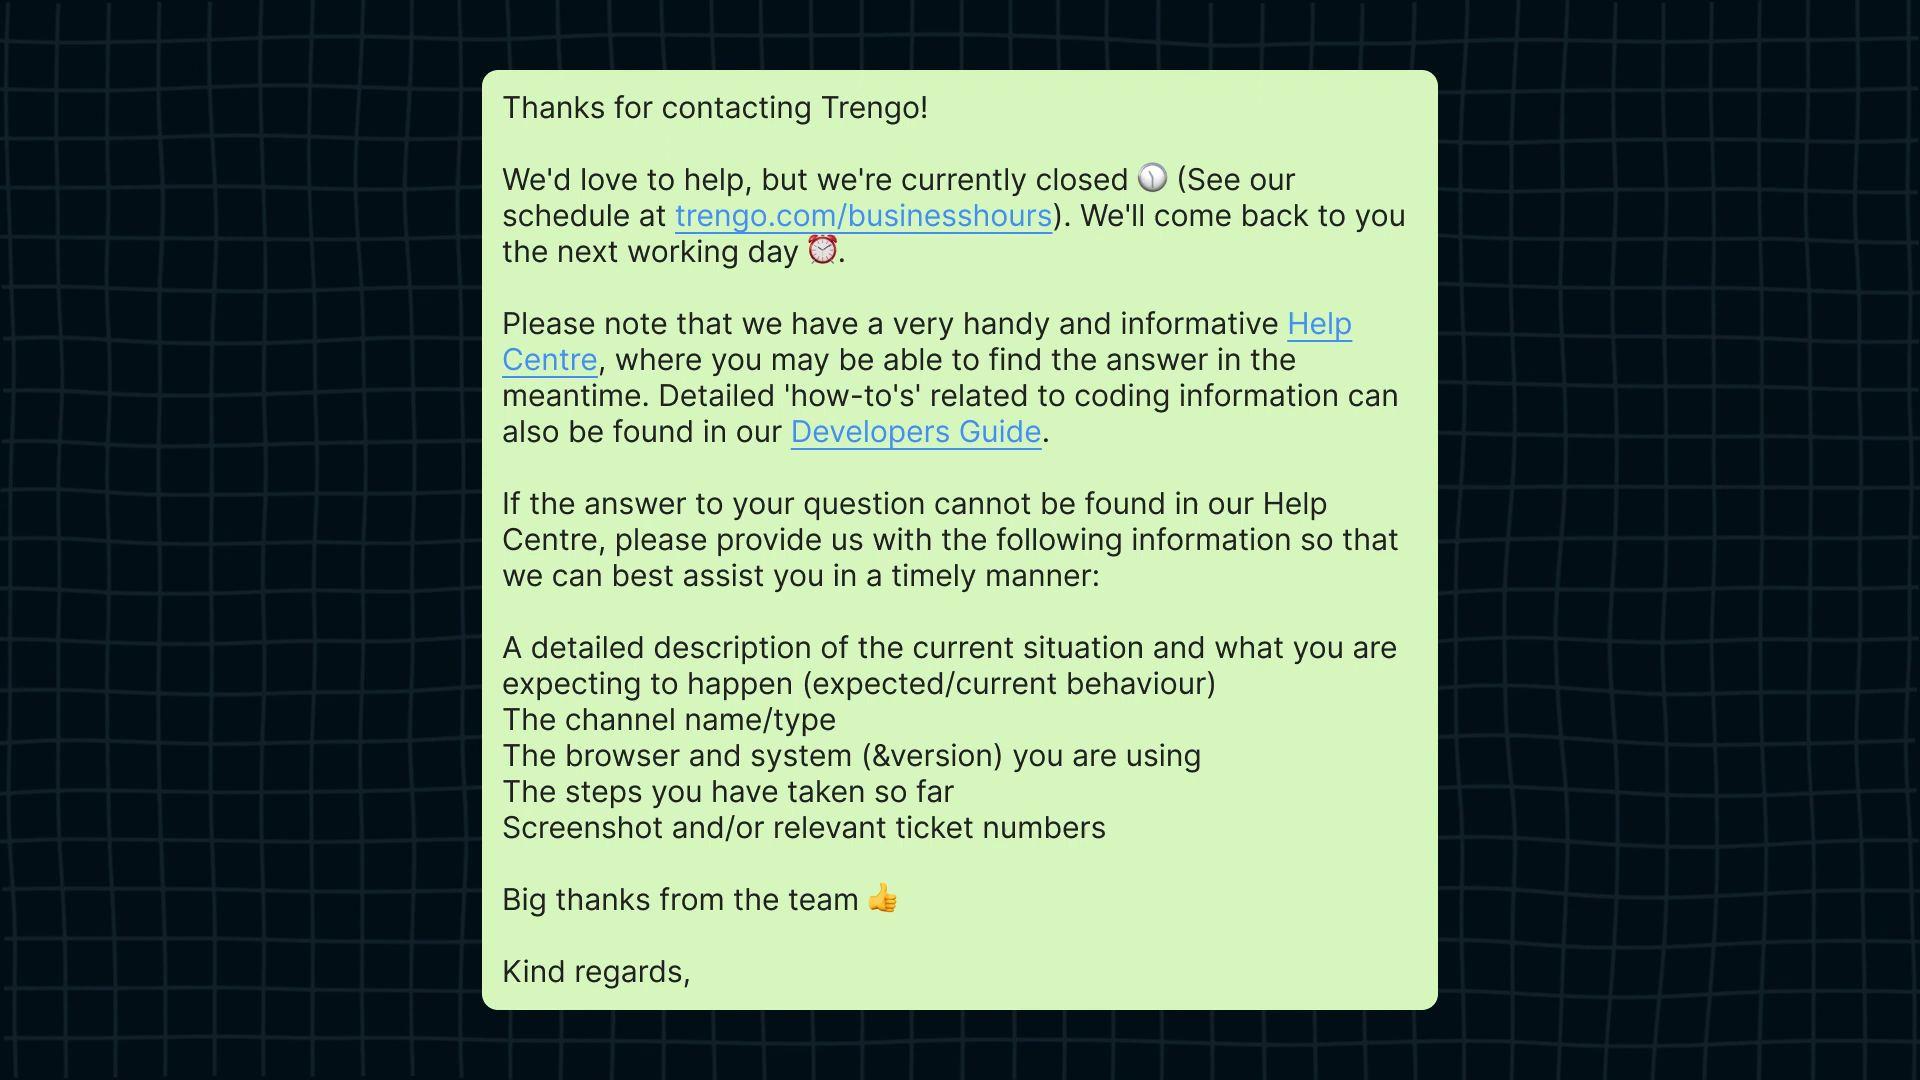 Thanks for contacting Trengo!
We'd love to help, but we're currently closed 🕦 (See our
schedule at trengo.com/businesshours). We'll come back to you
the next working day ⏰.
Please note that we have a very handy and informative Help
Centre, where you may be able to find the answer in the
meantime. Detailed 'how-to's' related to coding information can
also be found in our Developers Guide.
If the answer to your question cannot be found in our Help
Centre, please provide us with the following information so that
we can best assist you in a timely manner:
A detailed description of the current situation and what you are
expecting to happen (expected/current behaviour)
The channel name/type
The browser and system (&version) you are using
The steps you have taken so far
Screenshot and/or relevant ticket numbers
Big thanks from the team 👍
Kind regards,